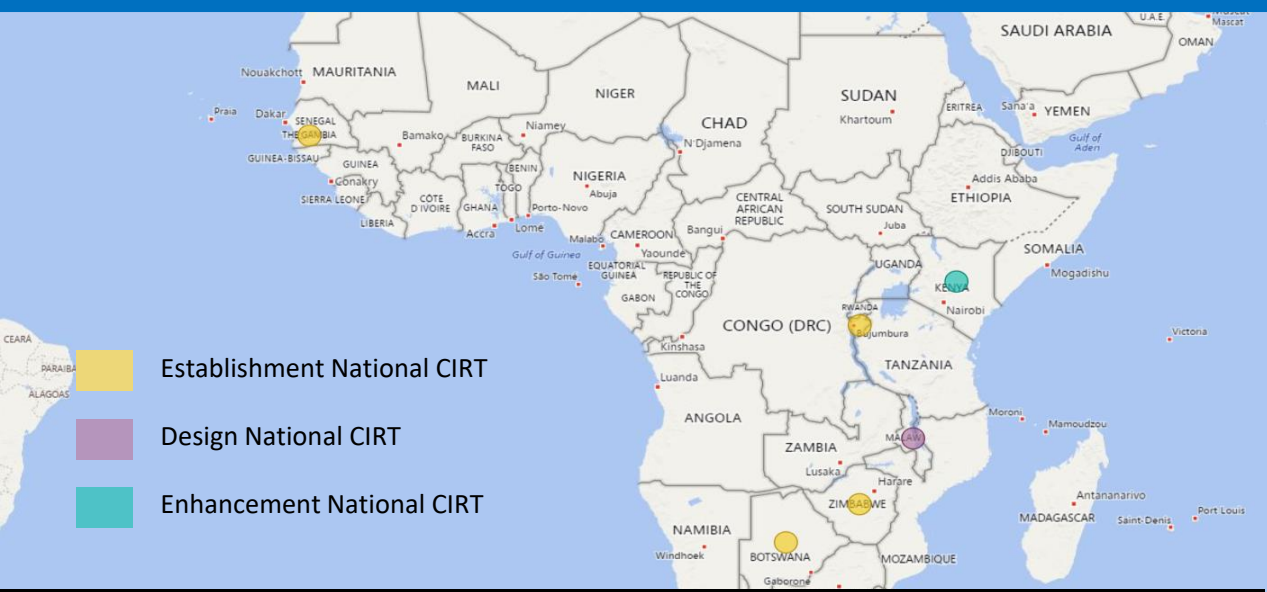 Muscat
Mascat
U.A.E.
SAUDI ARABIA
OMAN
Nouakchott
MAURITANIA
MALI
NIGER
CHAD
SUDAN
Khartoum
ERITREA
Sana'a
YEMEN
Praia
Dakar
SENEGAL
THE GAMBIA
Bamako
BURKINA
FASO
Niamey
N'Djamena
Gulf of
Aden
DJIBOUTI
GUINEA-BISSAU
GUINEA
Conakry
SIERRA LEONE
LIBERIA
CÔTE
D'IVOIRE
GHANA
TOGO
BENIN
Accra
Lomé
Porto-Novo
NIGERIA
Abuja
CENTRAL
AFRICAN
REPUBLIC
SOUTH SUDAN
Juba
Addis Ababa
ETHIOPIA
Malabo
CAMEROON
Yaounde
Bangui
Gulf of Guinea
EQUATORIAL
GUINEA
São Tomé
GABON
REPUBLIC OF
THE
CONGO
UGANDA
KENYA
Nairobi
SOMALIA
Mogadishu
RWANDA
Bujumbura
CONGO (DRC)
Kinshasa
TANZANIA
Victoria
CEARÁ
PARAIBA
ALAGOAS
Establishment National CIRT
Design National CIRT
Enhancement National CIRT
Luanda
ANGOLA
ZAMBIA
Lusaka
MALAWI
Moroni
Mamoudzou
Harare
ZIMBABWE
Antananarivo
MADAGASCAR
Saint-Denis
Port Louis
NAMIBIA
Windhoek
BOTSWANA
Gaborone
MOZAMBIQUE